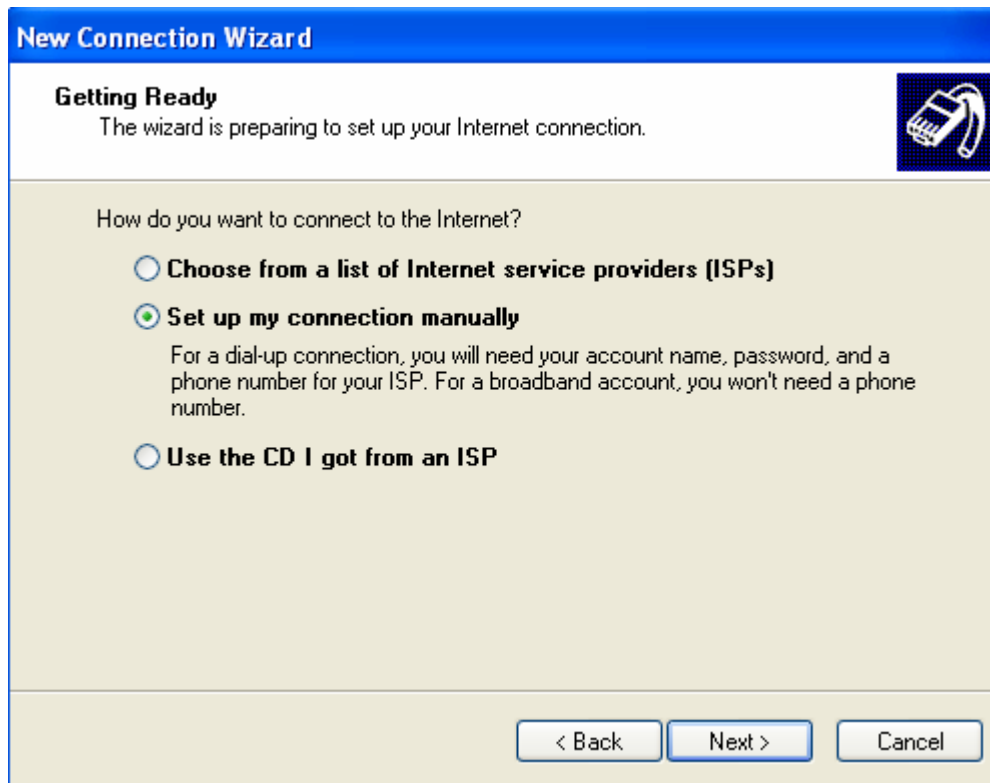 New Connection Wizard
Getting Ready
The wizard is preparing to set up your Internet connection.
How do you want to connect to the Internet?
Choose from a list of Internet service providers (ISPs)
Set up my connection manually
For a dial-up connection, you will need your account name, password, and a
phone number for your ISP. For a broadband account, you won't need a phone
number.
Use the CD I got from an ISP
< Back Next > Cancel